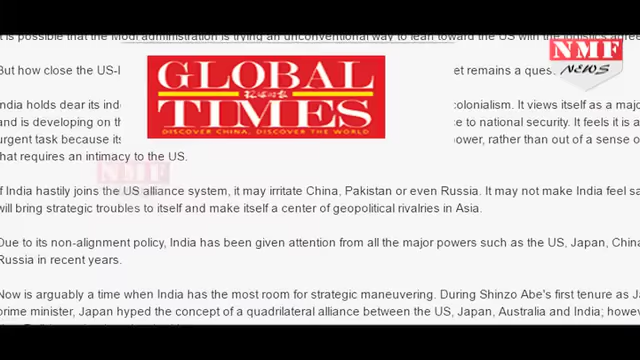 It is possible that the Modi administration is trying an unconventional way to lean toward the US with the logistics agre
But how close the US-I
et remains a ques
NMF
NEWS
GLOBAL
TIMES
DISCOVER CHINA, DISCOVER THE WORLD
India holds dear its inde
colonialism. It views itself as a majo
and is developing on th
ce to national security. It feels it is a
urgent task because its
power, rather than out of a sense o
that requires an intimacy to the US.
If India hastily joins the US alliance system, it may irritate China, Pakistan or even Russia. It may not make India feel sa
will bring strategic troubles to itself and make itself a center of geopolitical rivalries in Asia.
Due to its non-alignment policy, India has been given attention from all the major powers such as the US, Japan, China
Russia in recent years.
Now is arguably a time when India has the most room for strategic maneuvering. During Shinzo Abe's first tenure as Ja
prime minister, Japan hyped the concept of a quadrilateral alliance between the US, Japan, Australia and India; howe